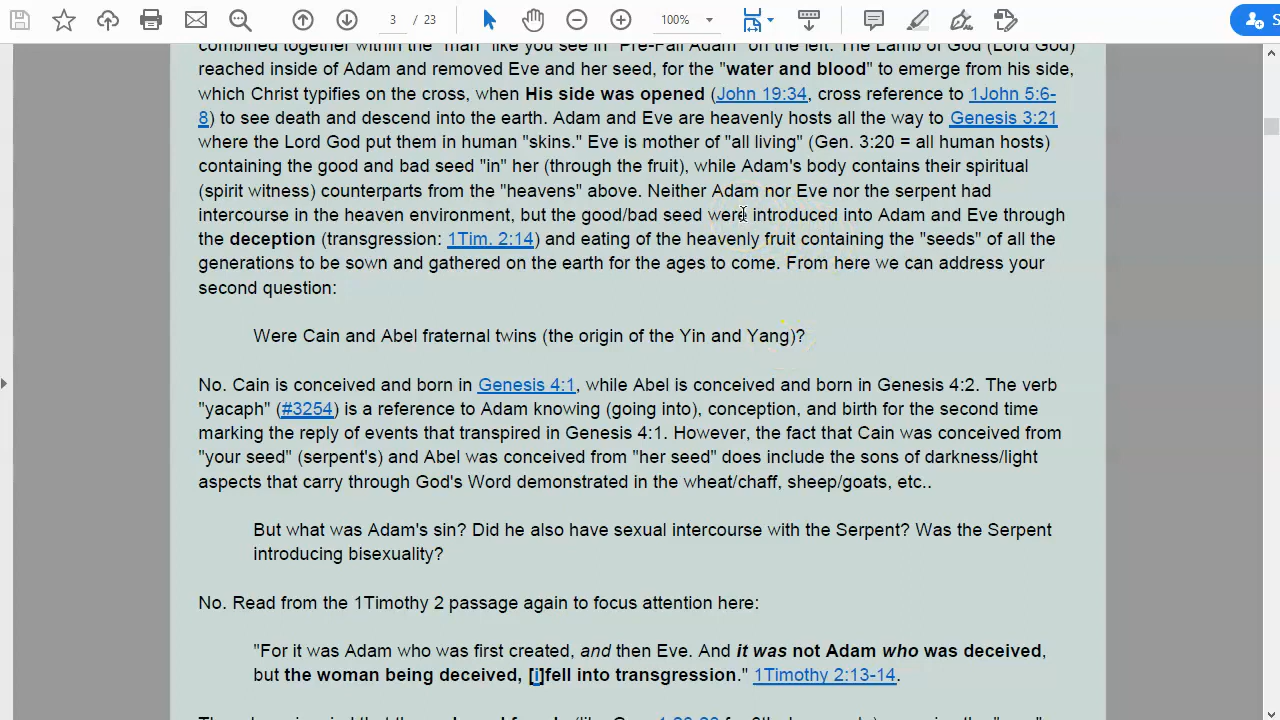 3 / 23
100%
S
combined together within the "man" like you see in "Pre-Fall Adam" on the left. The Lamb of God (Lord God)
reached inside of Adam and removed Eve and her seed, for the "water and blood" to emerge from his side,
which Christ typifies on the cross, when His side was opened (John 19:34, cross reference to 1John 5:6-
8) to see death and descend into the earth. Adam and Eve are heavenly hosts all the way to Genesis 3:21
where the Lord God put them in human "skins." Eve is mother of "all living" (Gen. 3:20 = all human hosts)
containing the good and bad seed "in" her (through the fruit), while Adam's body contains their spiritual
(spirit witness) counterparts from the "heavens" above. Neither Adam nor Eve nor the serpent had
intercourse in the heaven environment, but the good/bad seed were introduced into Adam and Eve through
the deception (transgression: 1Tim. 2:14) and eating of the heavenly fruit containing the "seeds" of all the
generations to be sown and gathered on the earth for the ages to come. From here we can address your
second question:
Were Cain and Abel fraternal twins (the origin of the Yin and Yang)?
No. Cain is conceived and born in Genesis 4:1, while Abel is conceived and born in Genesis 4:2. The verb
"yacaph" (#3254) is a reference to Adam knowing (going into), conception, and birth for the second time
marking the reply of events that transpired in Genesis 4:1. However, the fact that Cain was conceived from
"your seed" (serpent's) and Abel was conceived from "her seed" does include the sons of darkness/light
aspects that carry through God's Word demonstrated in the wheat/chaff, sheep/goats, etc..
But what was Adam's sin? Did he also have sexual intercourse with the Serpent? Was the Serpent
introducing bisexuality?
No. Read from the 1Timothy 2 passage again to focus attention here:
"For it was Adam who was first created, and then Eve. And it was not Adam who was deceived,
but the woman being deceived, [i]fell into transgression." 1Timothy 2:13-14.